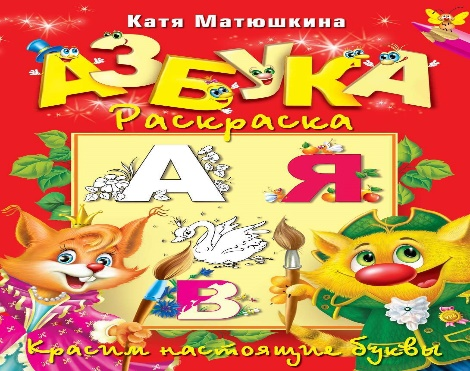 Катя Матюшкина
АЗБУКА
Раскраска
А Я
В
Красим настоящие буквы